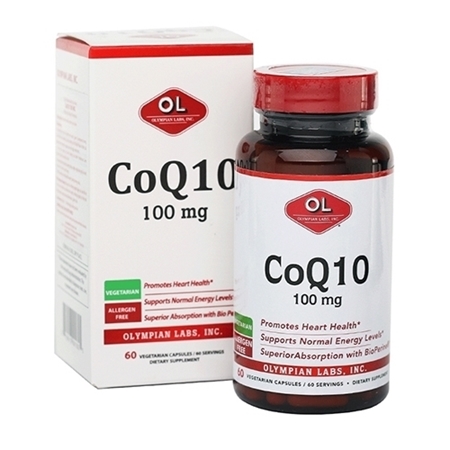 OL
OLYMPIAN LABS, INC.
CoQ10
100 mg
VEGETARIAN
ALLERGEN
FREE
Promotes Heart Health*
Supports Normal Energy Levels*
Superior Absorption with Bio
OLYMPIAN LABS, INC.
60 VEGETARIAN CAPSULES / 60 SERVINGS
DIETARY SUPPLEMENT
OL
OLYMPIAN LABS, INC.
CoQ10
100 mg
Promotes Heart Health*
Supports Normal Energy Levels*
SuperiorAbsorption with BioPerine
OLYMPIAN LABS, INC.
60 VEGETARIAN CAPSULES / 60 SERVINGS • DIETARY SUPPLEMENT